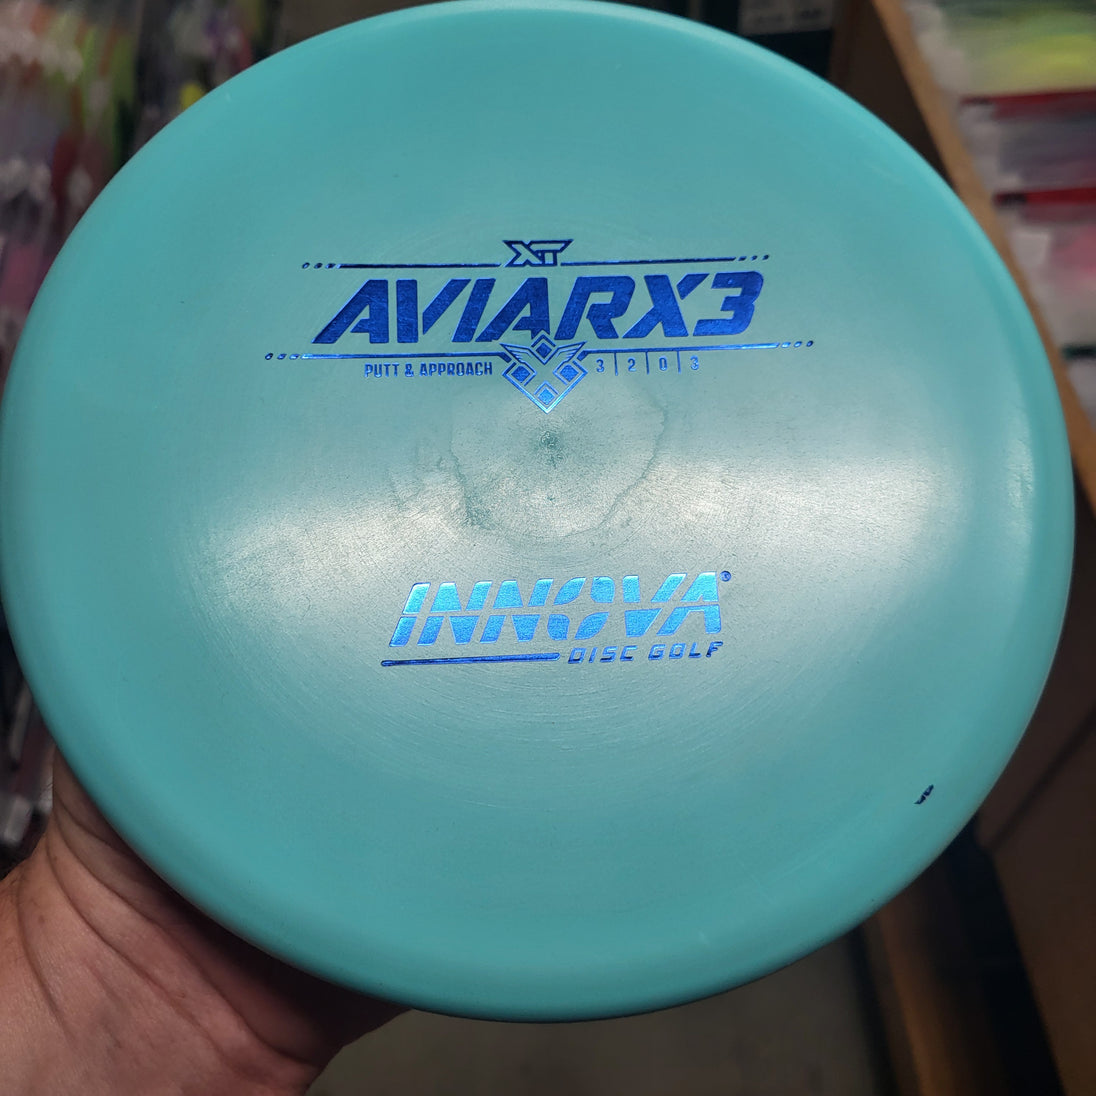 XT
AVIARX3
PUTT & APPROACH 3 | 2 | 0 | 3
INNOVA®
DISC GOLF